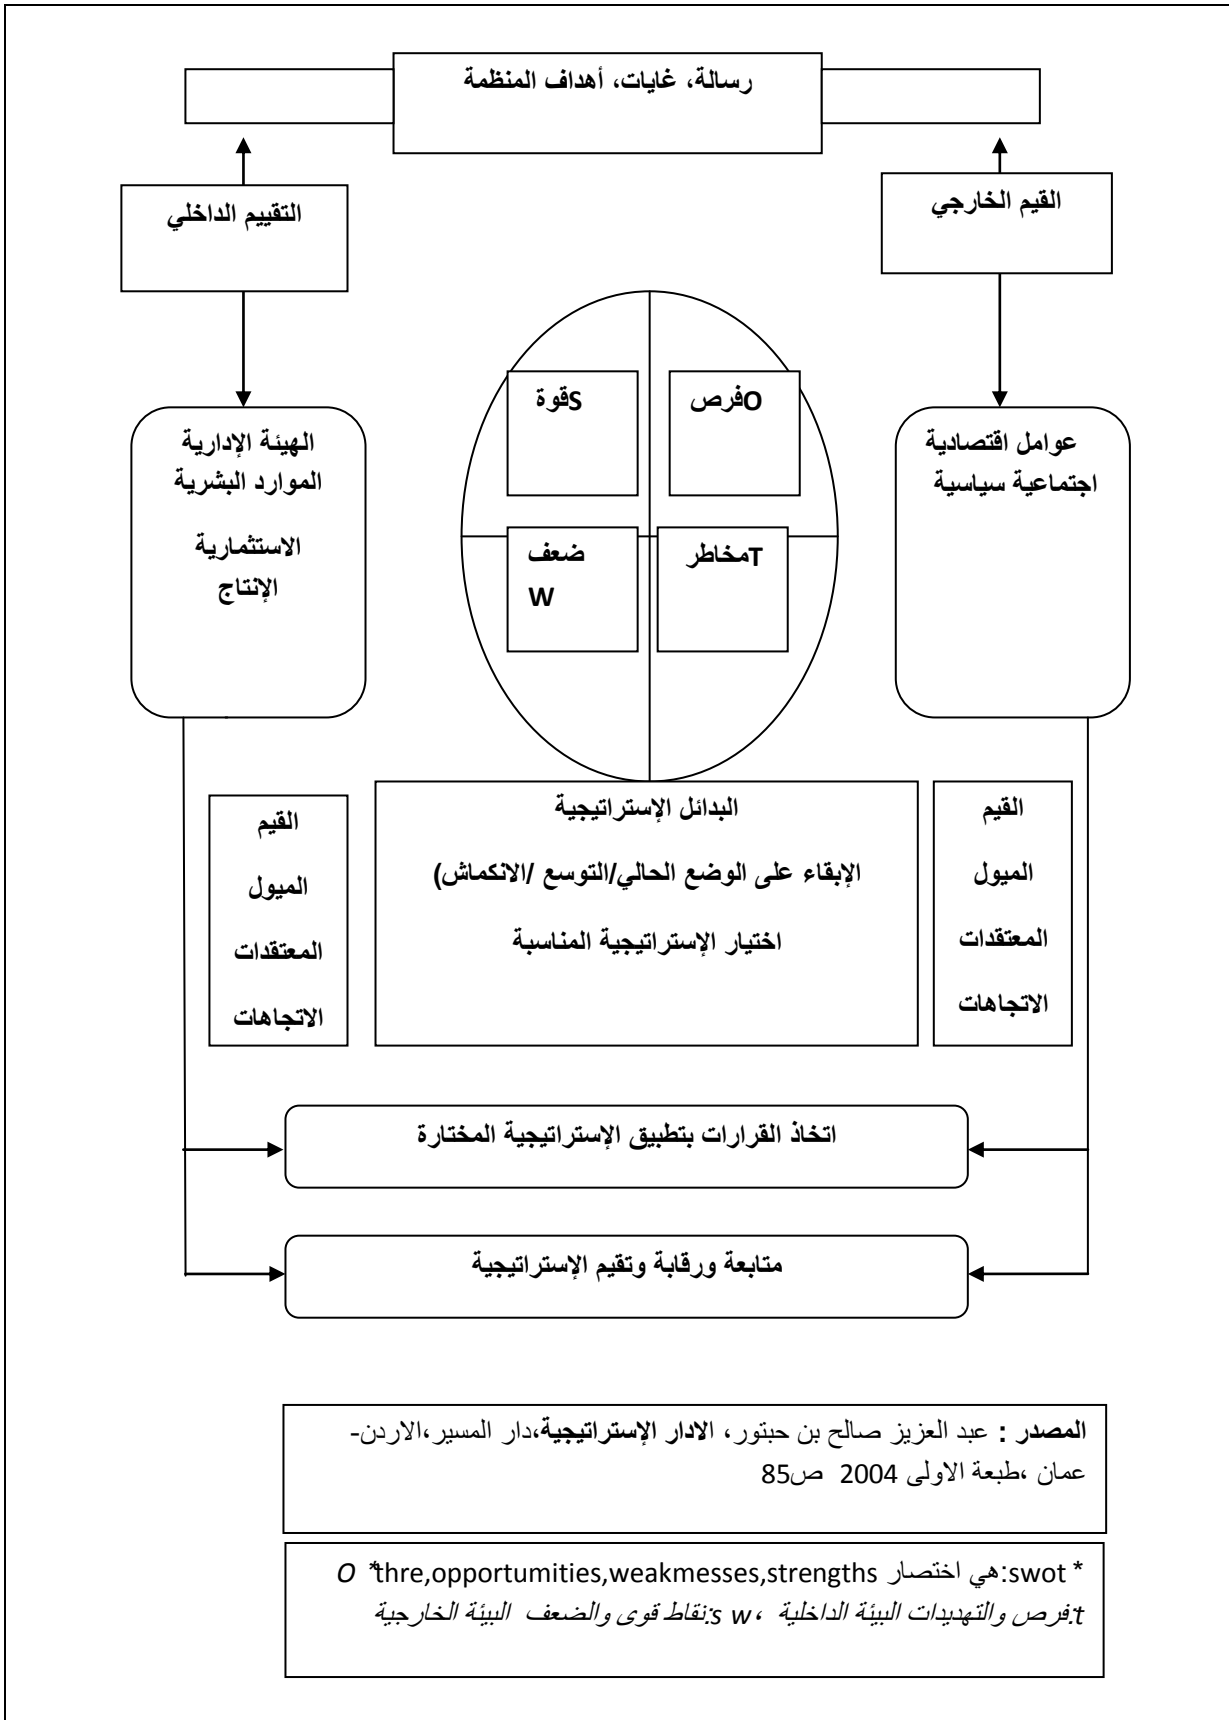 رسالة، غايات، أهداف المنظمة
القيم الخارجي
التقييم الداخلي
عوامل اقتصادية
اجتماعية سياسية
Oفرص
Sقوة
Tمخاطر
ضعف
W
الهيئة الإدارية
الموارد البشرية
الاستثمارية
الإنتاج
القيم
الميول
المعتقدات
الاتجاهات
البدائل الإستراتيجية
الإبقاء على الوضع الحالي/التوسع /الانكماش)
اختيار الإستراتيجية المناسبة
القيم
الميول
المعتقدات
الاتجاهات
اتخاذ القرارات بتطبيق الإستراتيجية المختارة
متابعة ورقابة وتقيم الإستراتيجية
المصدر : عبد العزيز صالح بن حبتور، الادار الإستراتيجية،دار المسير،الاردن-
عمان ،طبعة الاولى 2004 ص85
* swot:هي اختصار thre,opportumities,weakmesses,strengths* O
t:فرص والتهديدات البيئة الداخلية ، s w:نقاط قوى والضعف البيئة الخارجية